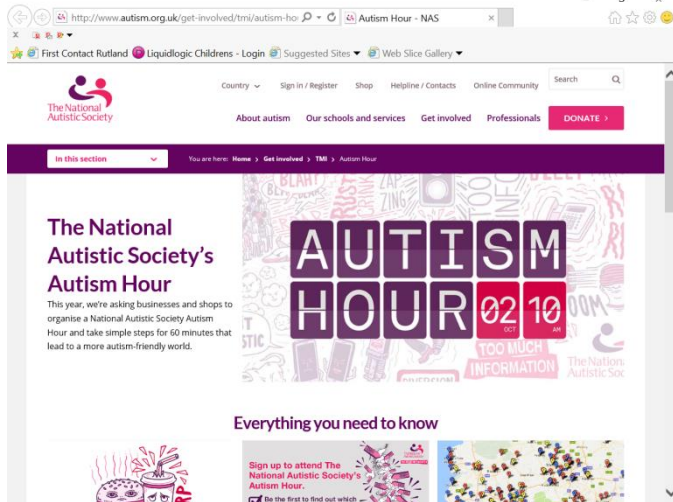 http://www.autism.org.uk/get-involved/tmi/autism-ho
Autism Hour - NAS
First Contact Rutland
Liquidlogic Childrens - Login
Suggested Sites
Web Slice Gallery
The National
Autistic Society
Country
Sign in / Register
Shop
Helpline / Contacts
Online Community
Search
About autism
Our schools and services
Get involved
Professionals
DONATE >
In this section
You are here: Home > Get involved > TMI > Autism Hour
The National
Autistic Society's
Autism Hour
This year, we're asking businesses and shops to
organise a National Autistic Society Autism
Hour and take simple steps for 60 minutes that
lead to a more autism-friendly world.
BLAH!
ZAP
ZING
AUTISM
HOUR 02 10
OCT AM
TOO MUCH
INFORMATION
The Nation
Autistic Soc
Everything you need to know
Sign up to attend The
National Autistic Society's
Autism Hour.
Be the first to find out which